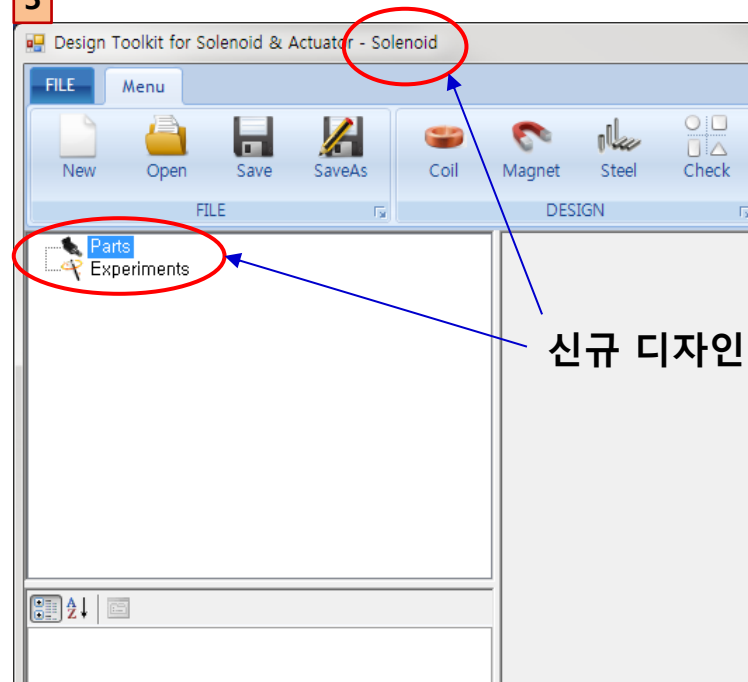 Design Toolkit for Solenoid & Actuator - Solenoid
FILE Menu
New Open Save SaveAs Coil Magnet Steel Check
FILE DESIGN
Parts
Experiments
신규 디자인